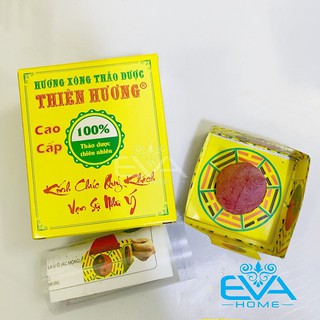 HƯƠNG XÔNG THẢO DƯỢC
THIÊN HƯƠNG®
Cao
Cấp
100%
Thảo dược
thiên nhiên
Kính Chúc Quý Khách
Vạn Sự Như Ý
EVA
HOME